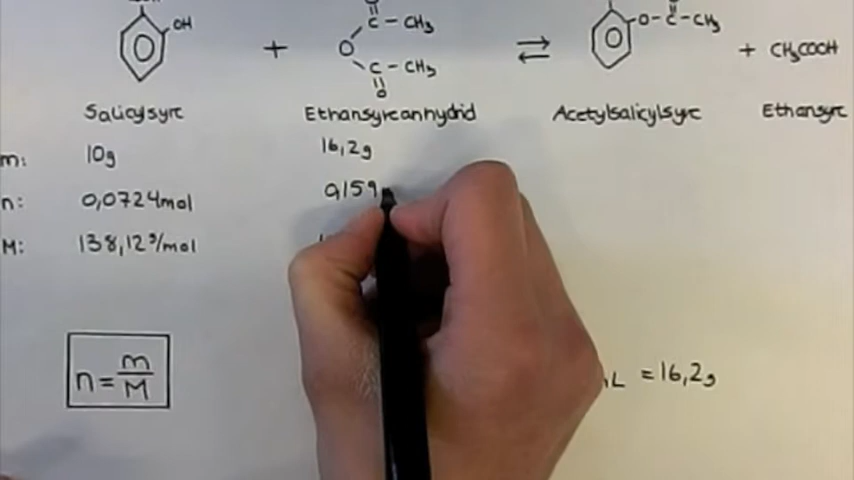 OH + C - CH₃ ⇌ O - C - CH₃ + CH₃COOH
O
C - CH₃
O
Salicylsyre Ethansyreanhydrid Acetylsalicylsyre Ethansyre
m: 10g 16,2g
n: 0,0724mol 0,159
M: 138,12 g/mol
n = m/M
L = 16,2g